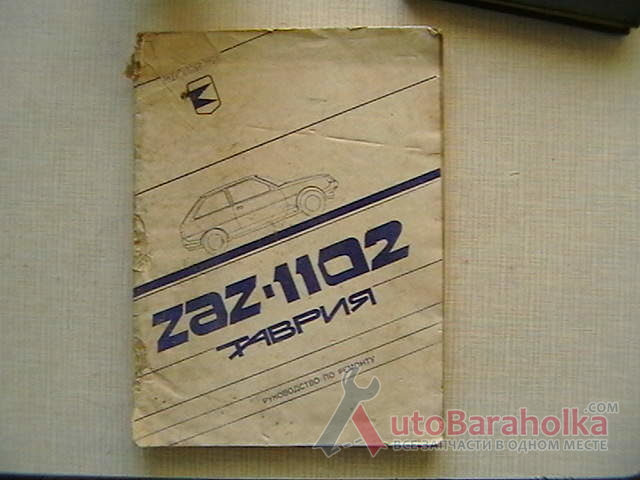 zaz-1102
ТАВРИЯ
РУКОВОДСТВО ПО РЕМОНТУ
AutoBaraholka.COM
ВСЕ ЗАПЧАСТИ В ОДНОМ МЕСТЕ